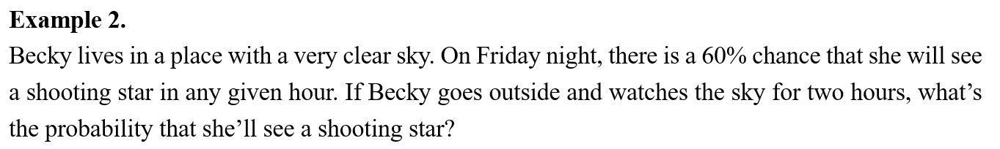 Example 2.
Becky lives in a place with a very clear sky. On Friday night, there is a 60% chance that she will see
a shooting star in any given hour. If Becky goes outside and watches the sky for two hours, what’s
the probability that she’ll see a shooting star?